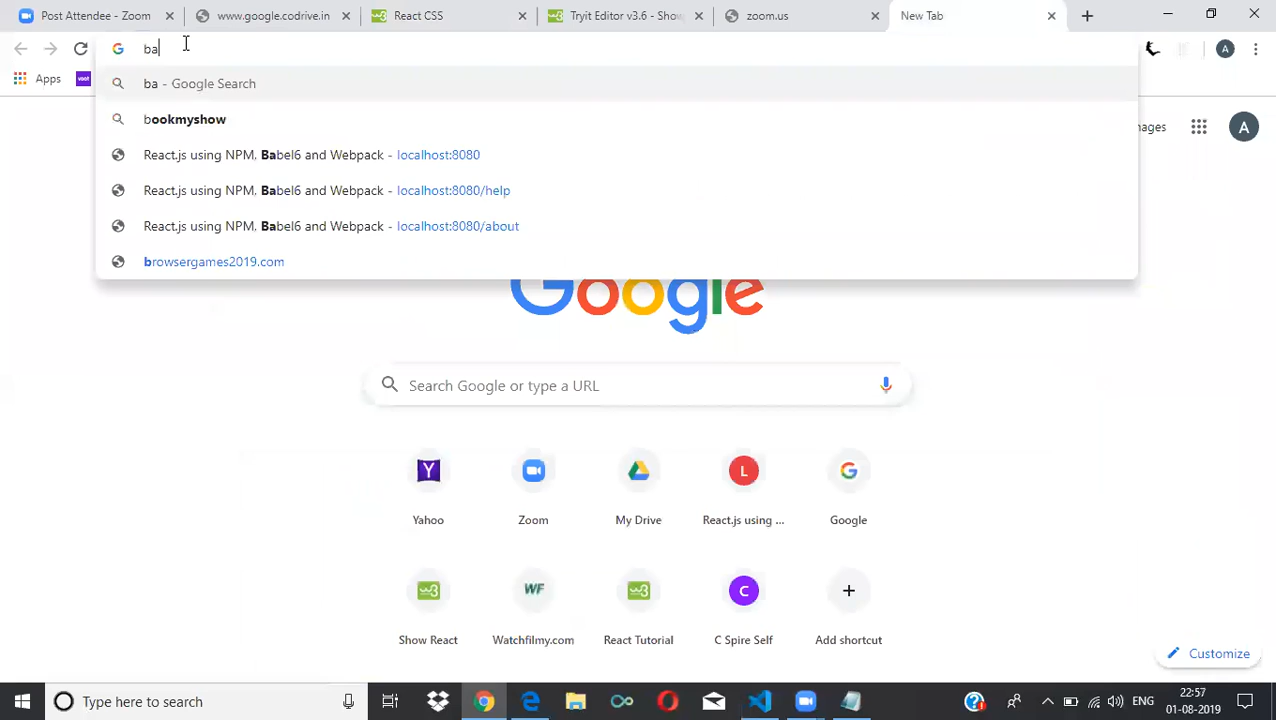 Post Attendee - Zoom
www.google.oodrive.in
React CSS
Tryit Editor v3.6 - Show
zoom.us
New Tab
ba
A
Apps
voot
ba - Google Search
bookmyshow
React.js using NPM, Babel6 and Webpack - localhost:8080
React.js using NPM, Babel6 and Webpack - localhost:8080/help
React.js using NPM, Babel6 and Webpack - localhost:8080/about
browsergames2019.com
ages
A
Google
Search Google or type a URL
Yahoo
Zoom
My Drive
L
React.js using ...
Google
Show React
WF
Watchfilmy.com
React Tutorial
C
C Spire Self
Add shortcut
Customize
Type here to search
ENG
22:57
01-08-2019